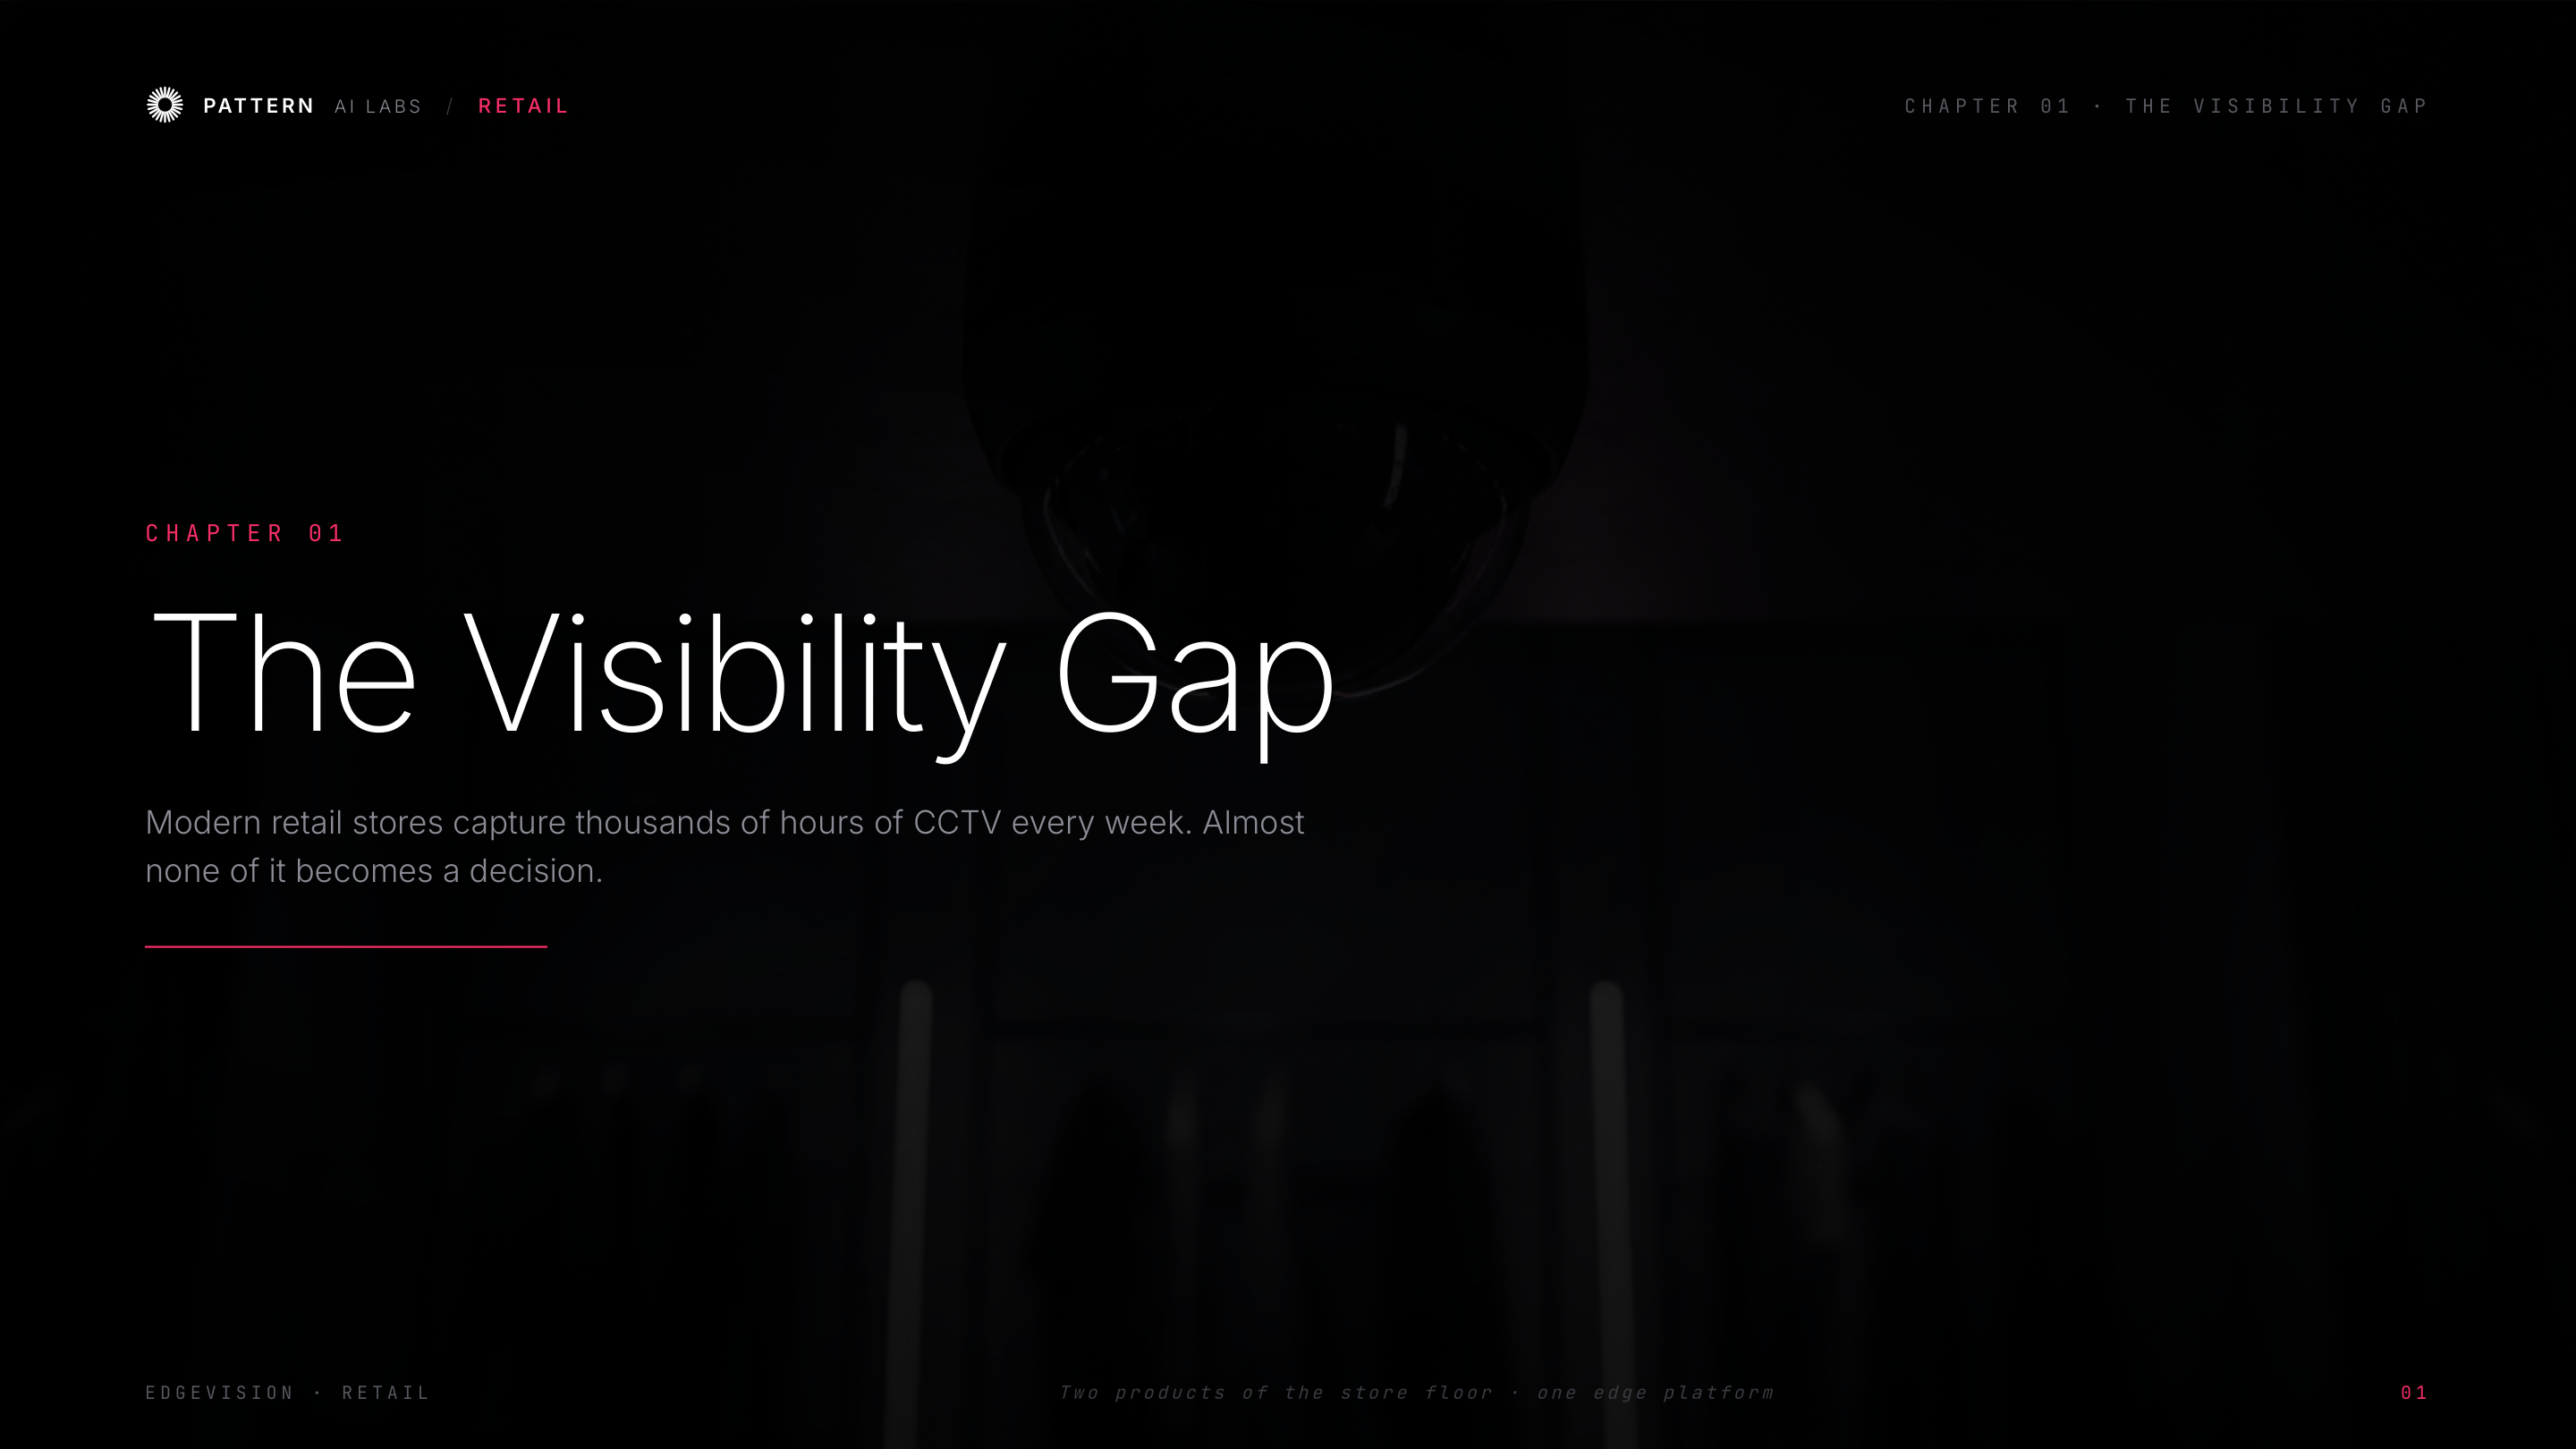 PATTERN AI LABS / RETAIL
CHAPTER 01 · THE VISIBILITY GAP
CHAPTER 01
The Visibility Gap
Modern retail stores capture thousands of hours of CCTV every week. Almost
none of it becomes a decision.
EDGEVISION · RETAIL
Two products of the store floor · one edge platform
01